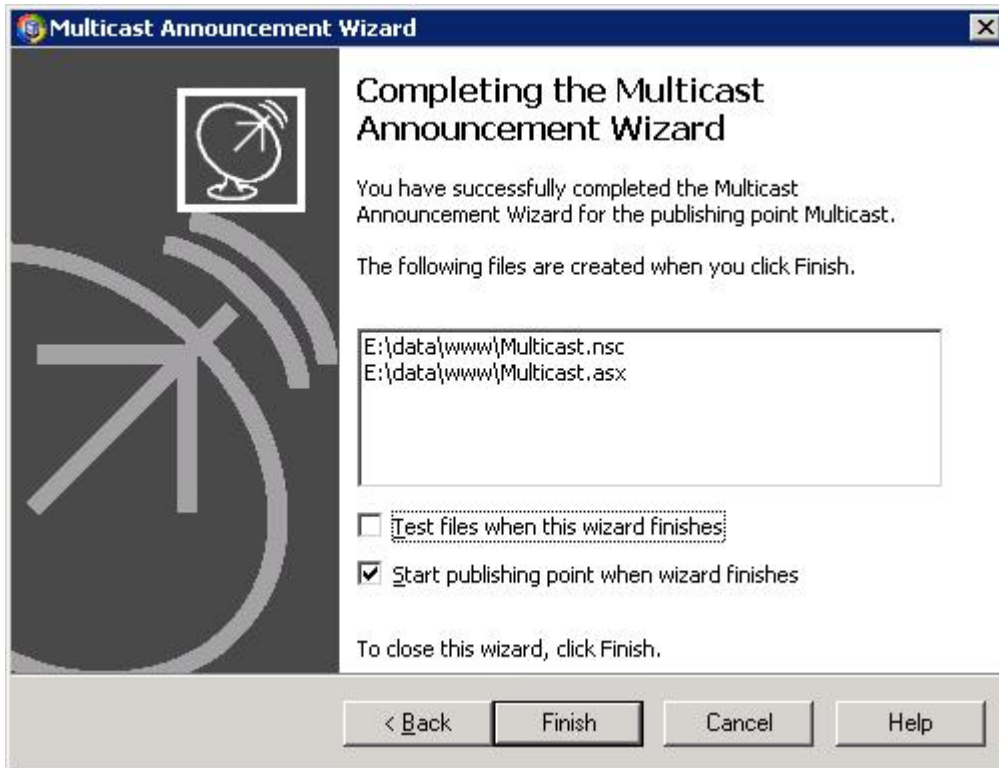 Multicast Announcement Wizard
Completing the Multicast
Announcement Wizard
You have successfully completed the Multicast
Announcement Wizard for the publishing point Multicast.
The following files are created when you click Finish.
E:\data\www\Multicast.nsc
E:\data\www\Multicast.asx
Test files when this wizard finishes
Start publishing point when wizard finishes
To close this wizard, click Finish.
< Back Finish Cancel Help